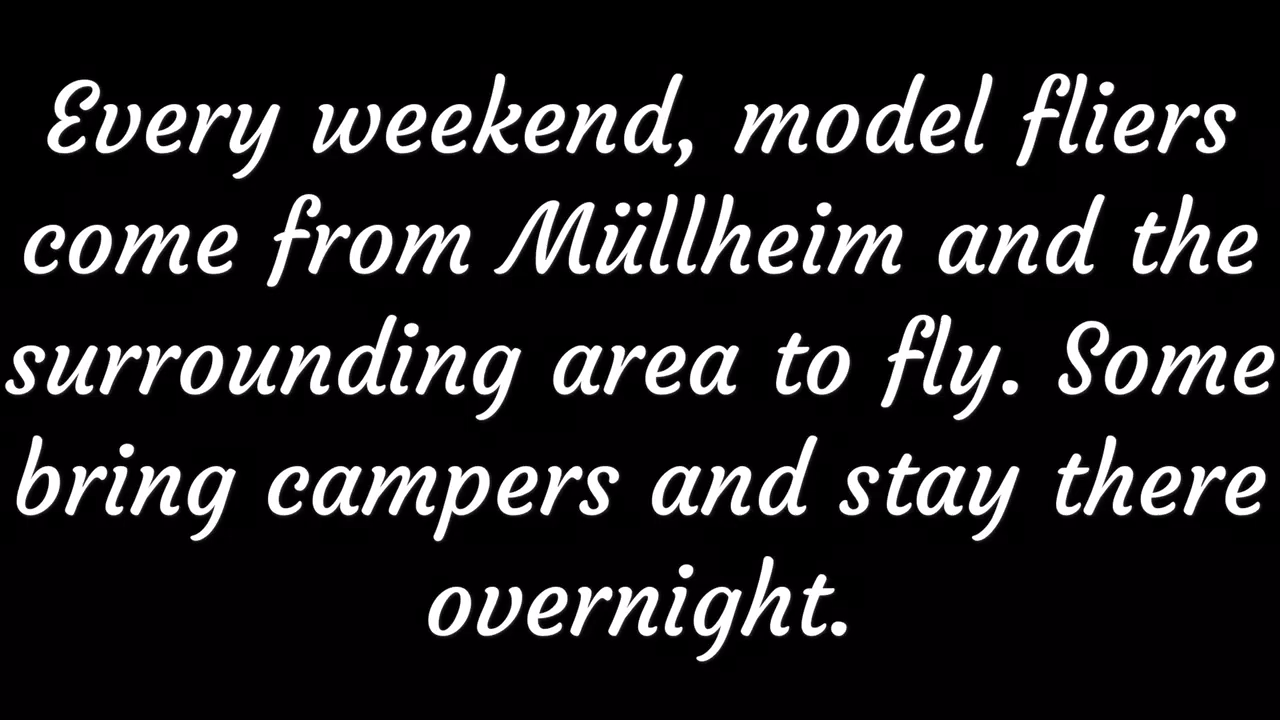 Every weekend, model fliers
come from Müllheim and the
surrounding area to fly. Some
bring campers and stay there
overnight.